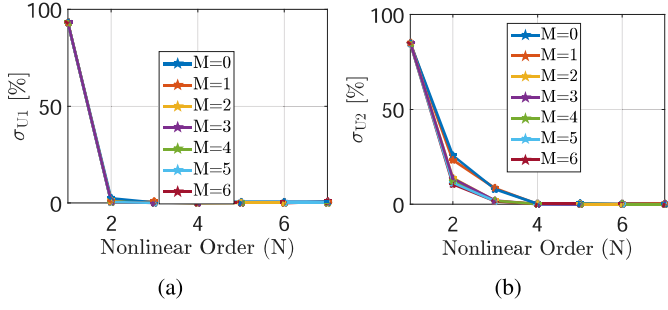 100
50
0
σU1 [%]
M=0
M=1
M=2
M=3
M=4
M=5
M=6
2 4 6
Nonlinear Order (N)
(a)
100
50
0
σU2 [%]
M=0
M=1
M=2
M=3
M=4
M=5
M=6
2 4 6
Nonlinear Order (N)
(b)